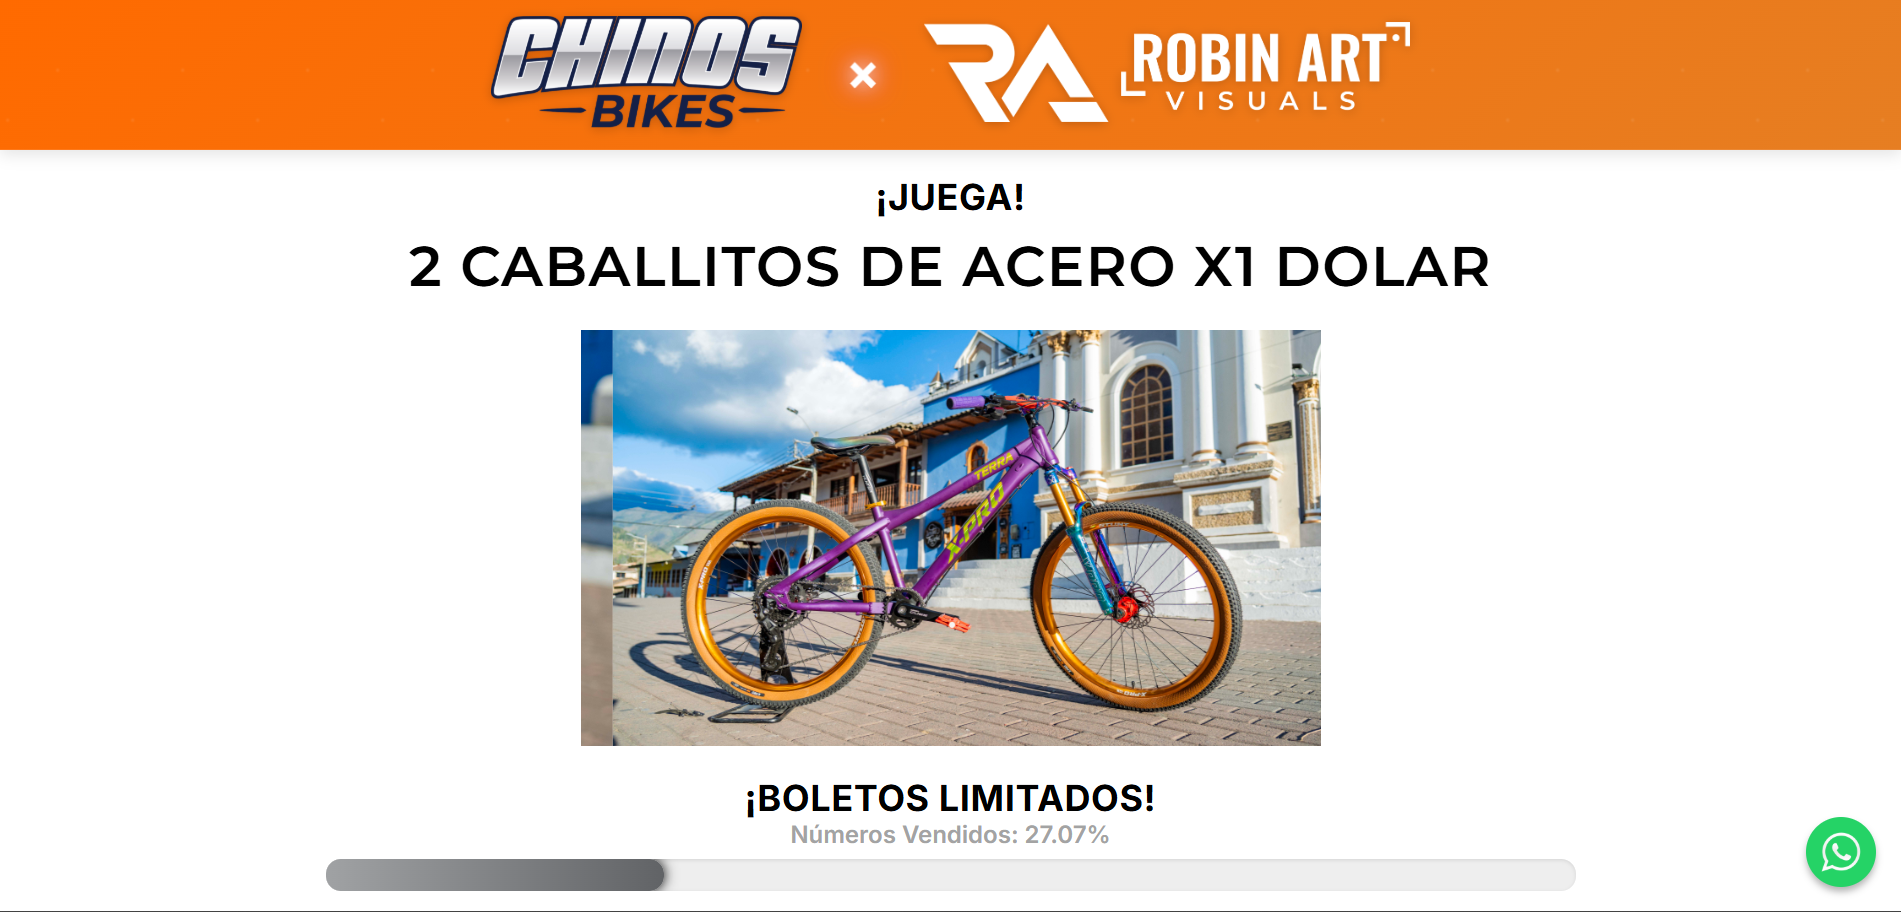 CHINOS
BIKES
×
RA
ROBIN ART
VISUALS
¡JUEGA!
2 CABALLITOS DE ACERO X1 DOLAR
TERRA
X-PRO
X-PRO
¡BOLETOS LIMITADOS!
Números Vendidos: 27.07%